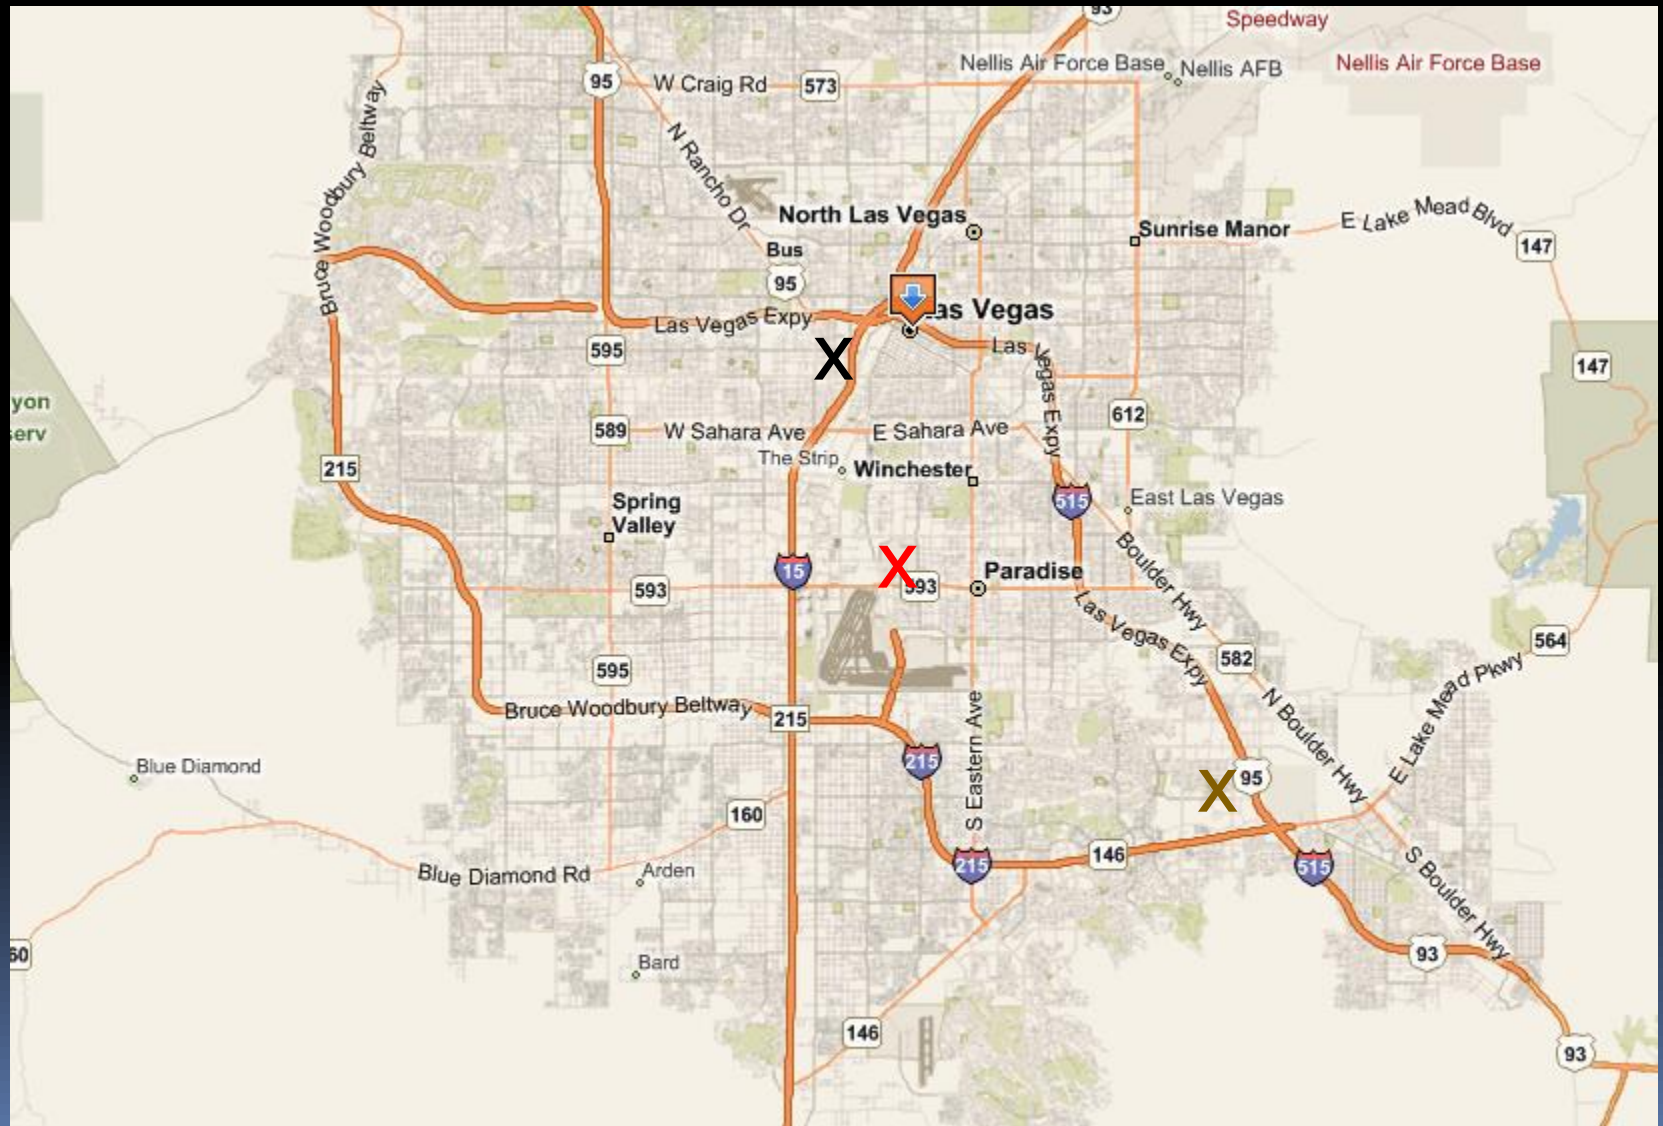 93
Speedway
Nellis Air Force Base
Nellis AFB
Nellis Air Force Base
95
W Craig Rd
573
Bruce Woodbury Beltway
N Rancho Dr
North Las Vegas
Sunrise Manor
E Lake Mead Blvd
147
Bus
95
Las Vegas Expy
as Vegas
Las Vegas Expy
595
X
147
yon
serv
589
W Sahara Ave
E Sahara Ave
612
The Strip
Winchester
215
515
East Las Vegas
Spring
Valley
15
X
593
593
Paradise
Boulder Hwy
Las Vegas Expy
582
564
595
Bruce Woodbury Beltway
215
215
S Eastern Ave
N Boulder Hwy
E Lake Mead Pkwy
Blue Diamond
X
95
160
Blue Diamond Rd
Arden
215
146
515
S Boulder Hwy
60
Bard
93
146
93